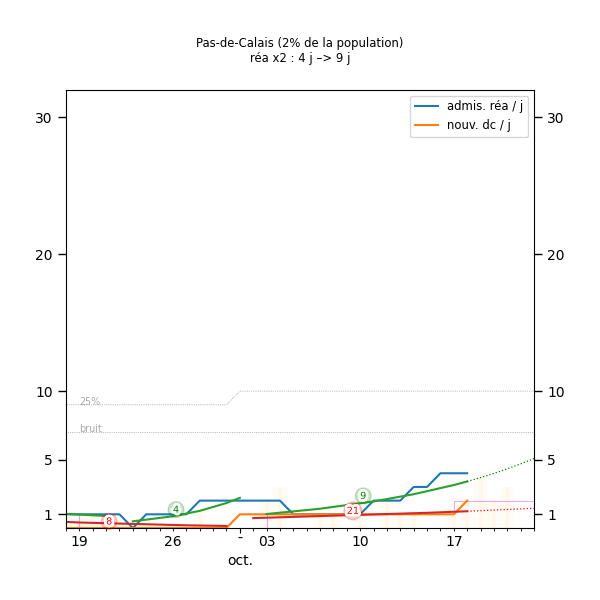 Pas-de-Calais (2% de la population)
réa x2 : 4 j –> 9 j
admis. réa / j
nouv. dc / j
30 30
20 20
10 10
25%
bruit
5 5
9
4
21
8
1 1
19 26 - 03 10 17
oct.